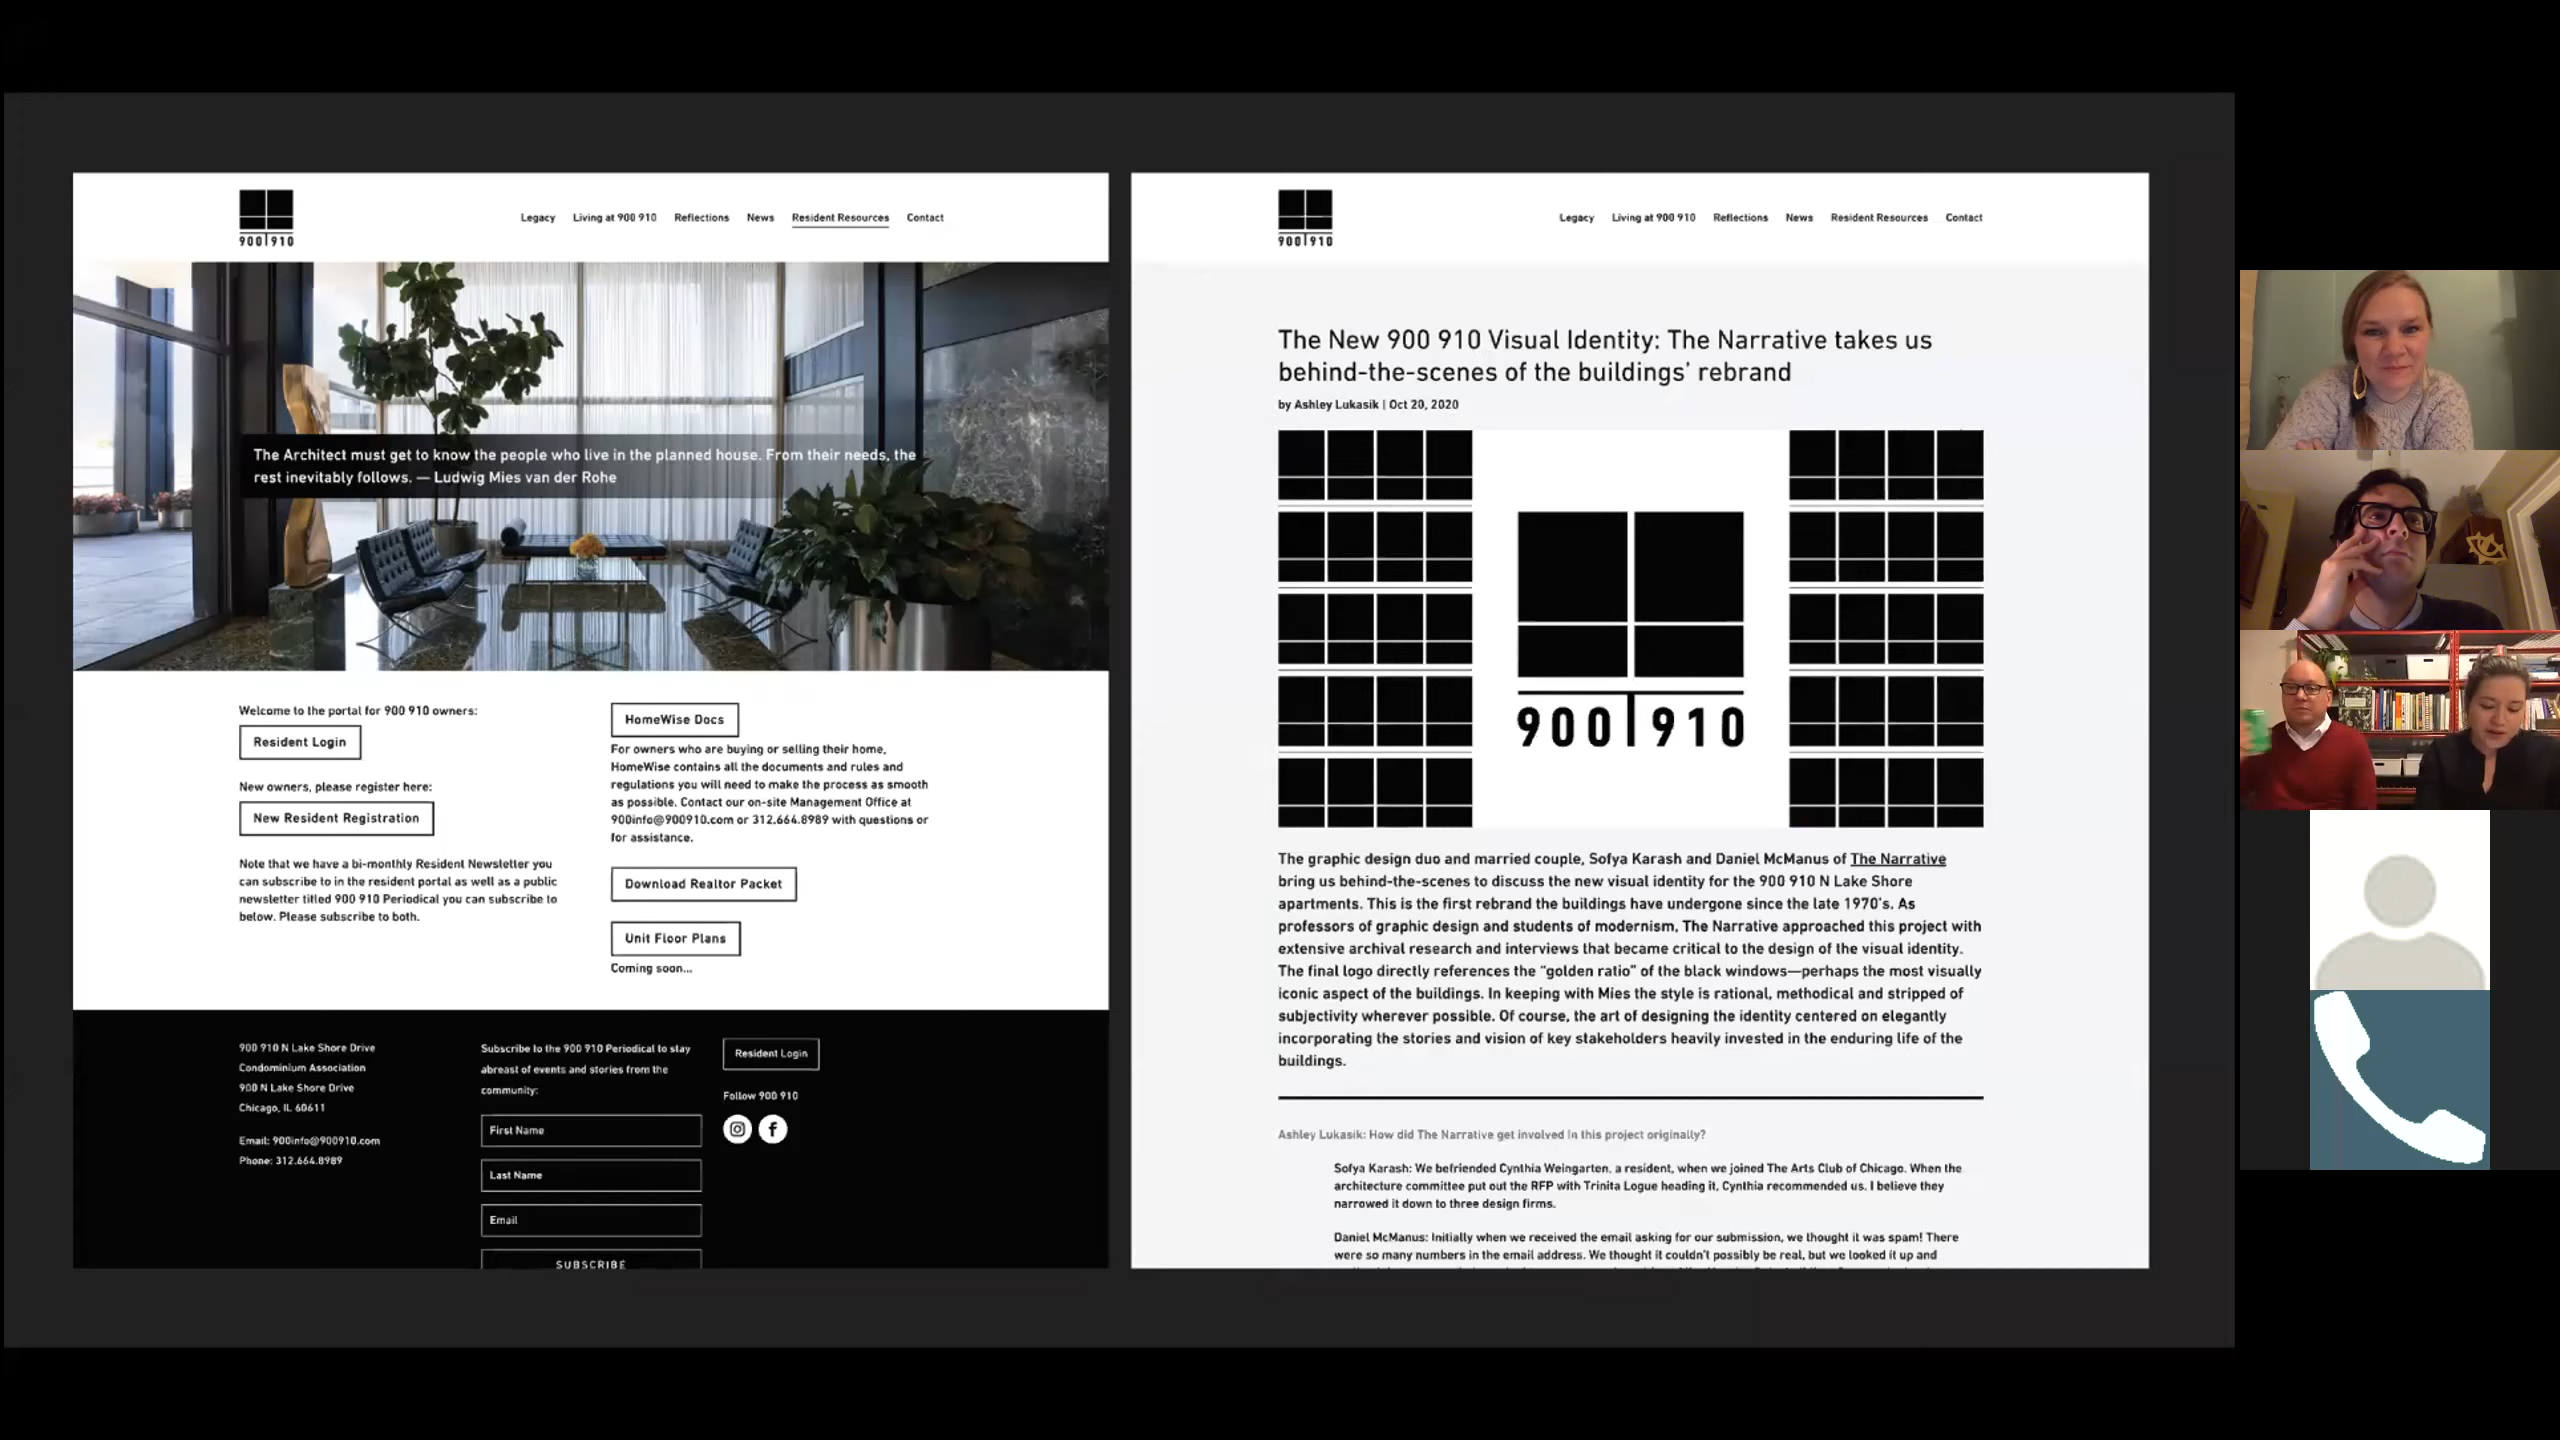 900 910
Legacy Living at 900 910 Reflections News Resident Resources Contact
The Architect must get to know the people who live in the planned house. From their needs, the
rest inevitably follows. — Ludwig Mies van der Rohe
Welcome to the portal for 900 910 owners:
Resident Login
New owners, please register here:
New Resident Registration
Note that we have a bi-monthly Resident Newsletter you
can subscribe to in the resident portal as well as a public
newsletter titled 900 910 Periodical you can subscribe to
below. Please subscribe to both.
HomeWise Docs
For owners who are buying or selling their home,
HomeWise contains all the documents and rules and
regulations you will need to make the process as smooth
as possible. Contact our on-site Management Office at
900info@900910.com or 312.664.8989 with questions or
for assistance.
Download Realtor Packet
Unit Floor Plans
Coming soon...
900 910 N Lake Shore Drive
Condominium Association
900 N Lake Shore Drive
Chicago, IL 60611
Email: 900info@900910.com
Phone: 312.664.8989
Subscribe to the 900 910 Periodical to stay
abreast of events and stories from the
community:
First Name
Last Name
Email
SUBSCRIBE
Resident Login
Follow 900 910
900 910
Legacy Living at 900 910 Reflections News Resident Resources Contact
The New 900 910 Visual Identity: The Narrative takes us
behind-the-scenes of the buildings’ rebrand
by Ashley Lukasik | Oct 20, 2020
900 910
The graphic design duo and married couple, Sofya Karash and Daniel McManus of The Narrative
bring us behind-the-scenes to discuss the new visual identity for the 900 910 N Lake Shore
apartments. This is the first rebrand the buildings have undergone since the late 1970’s. As
professors of graphic design and students of modernism, The Narrative approached this project with
extensive archival research and interviews that became critical to the design of the visual identity.
The final logo directly references the “golden ratio” of the black windows—perhaps the most visually
iconic aspect of the buildings. In keeping with Mies the style is rational, methodical and stripped of
subjectivity wherever possible. Of course, the art of designing the identity centered on elegantly
incorporating the stories and vision of key stakeholders heavily invested in the enduring life of the
buildings.
Ashley Lukasik: How did The Narrative get involved in this project originally?
Sofya Karash: We befriended Cynthia Weingarten, a resident, when we joined The Arts Club of Chicago. When the
architecture committee put out the RFP with Trinita Logue heading it, Cynthia recommended us. I believe they
narrowed it down to three design firms.
Daniel McManus: Initially when we received the email asking for our submission, we thought it was spam! There
were so many numbers in the email address. We thought it couldn’t possibly be real, but we looked it up and